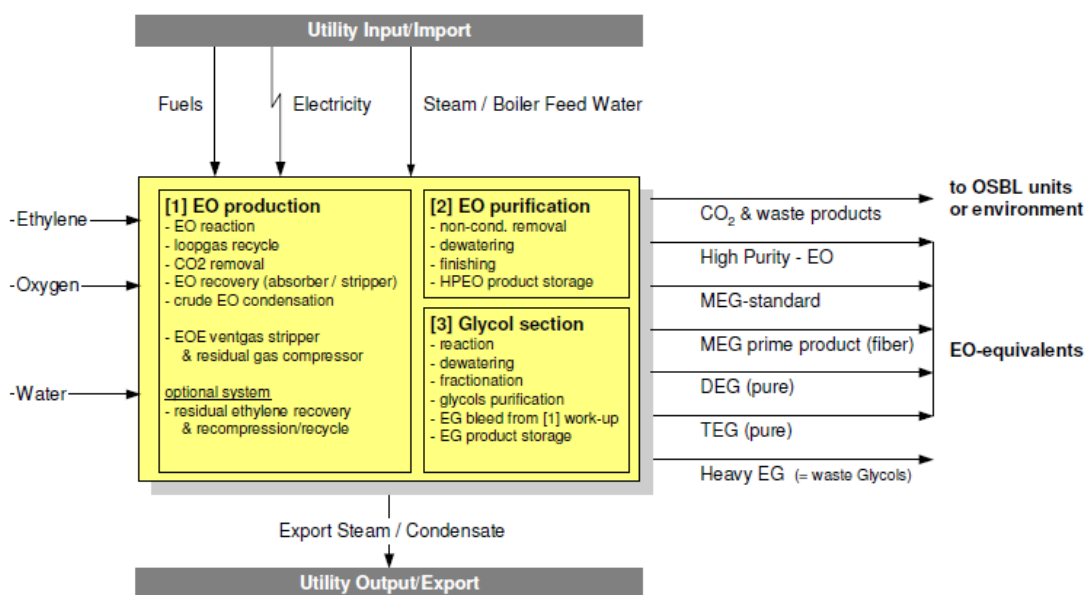 Utility Input/Import
Fuels
Electricity
Steam / Boiler Feed Water
-Ethylene
-Oxygen
-Water
[1] EO production
- EO reaction
- loopgas recycle
- CO2 removal
- EO recovery (absorber / stripper)
- crude EO condensation
- EOE ventgas stripper
& residual gas compressor
optional system
- residual ethylene recovery
& recompression/recycle
[2] EO purification
- non-cond. removal
- dewatering
- finishing
- HPEO product storage
[3] Glycol section
- reaction
- dewatering
- fractionation
- glycols purification
- EG bleed from [1] work-up
- EG product storage
CO2 & waste products
High Purity - EO
MEG-standard
MEG prime product (fiber)
DEG (pure)
TEG (pure)
Heavy EG (= waste Glycols)
to OSBL units
or environment
EO-equivalents
Export Steam / Condensate
Utility Output/Export